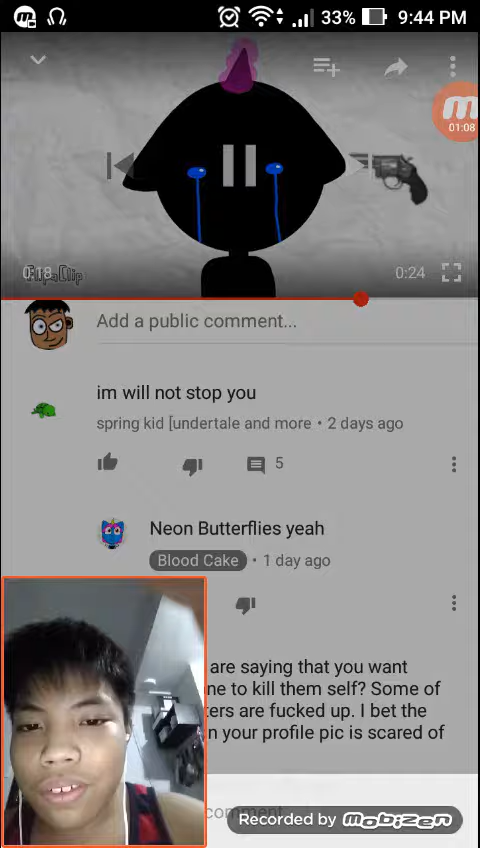 33% 9:44 PM
01:08
0:18
FlipaClip
0:24
Add a public comment...
im will not stop you
spring kid [undertale and more • 2 days ago
5
Neon Butterflies yeah
Blood Cake • 1 day ago
are saying that you want
ne to kill them self? Some of
ters are fucked up. I bet the
n your profile pic is scared of
comment
Recorded by mobizen